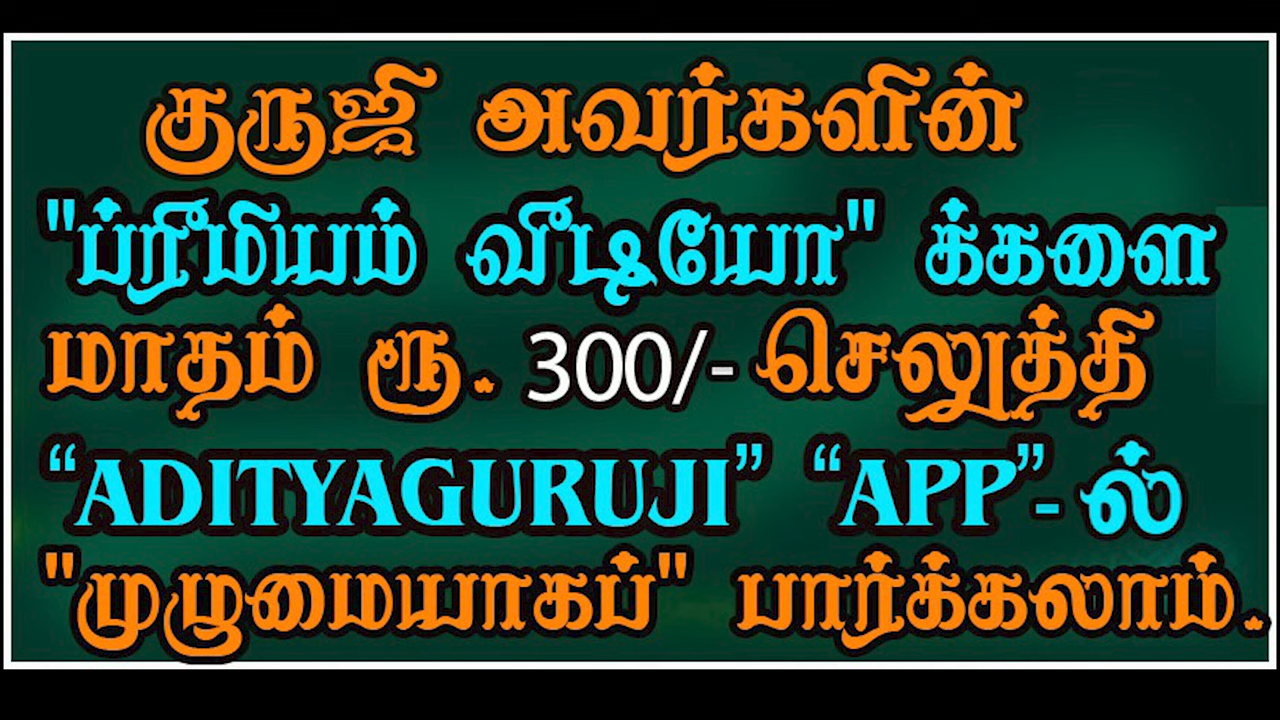 குருஜி அவர்களின்
"ப்ரீமியம் வீடியோ" க்களை
மாதம் ரூ. 300/- செலுத்தி
“ADITYAGURUJI” “APP”-ல்
"முழுமையாகப்" பார்க்கலாம்.